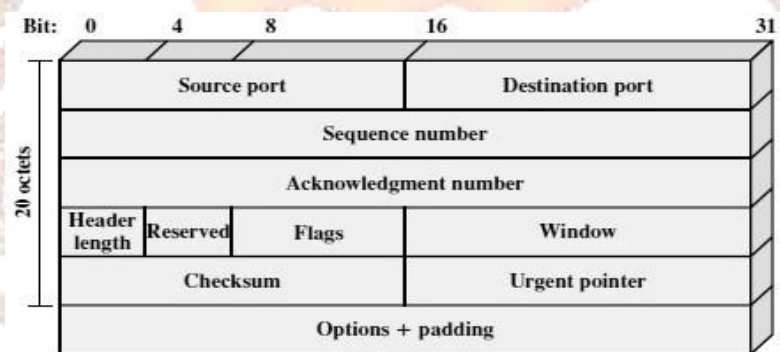 Bit: 0 4 8 16 31
Source port Destination port
Sequence number
Acknowledgment number
Header length Reserved Flags Window
Checksum Urgent pointer
Options + padding
20 octets